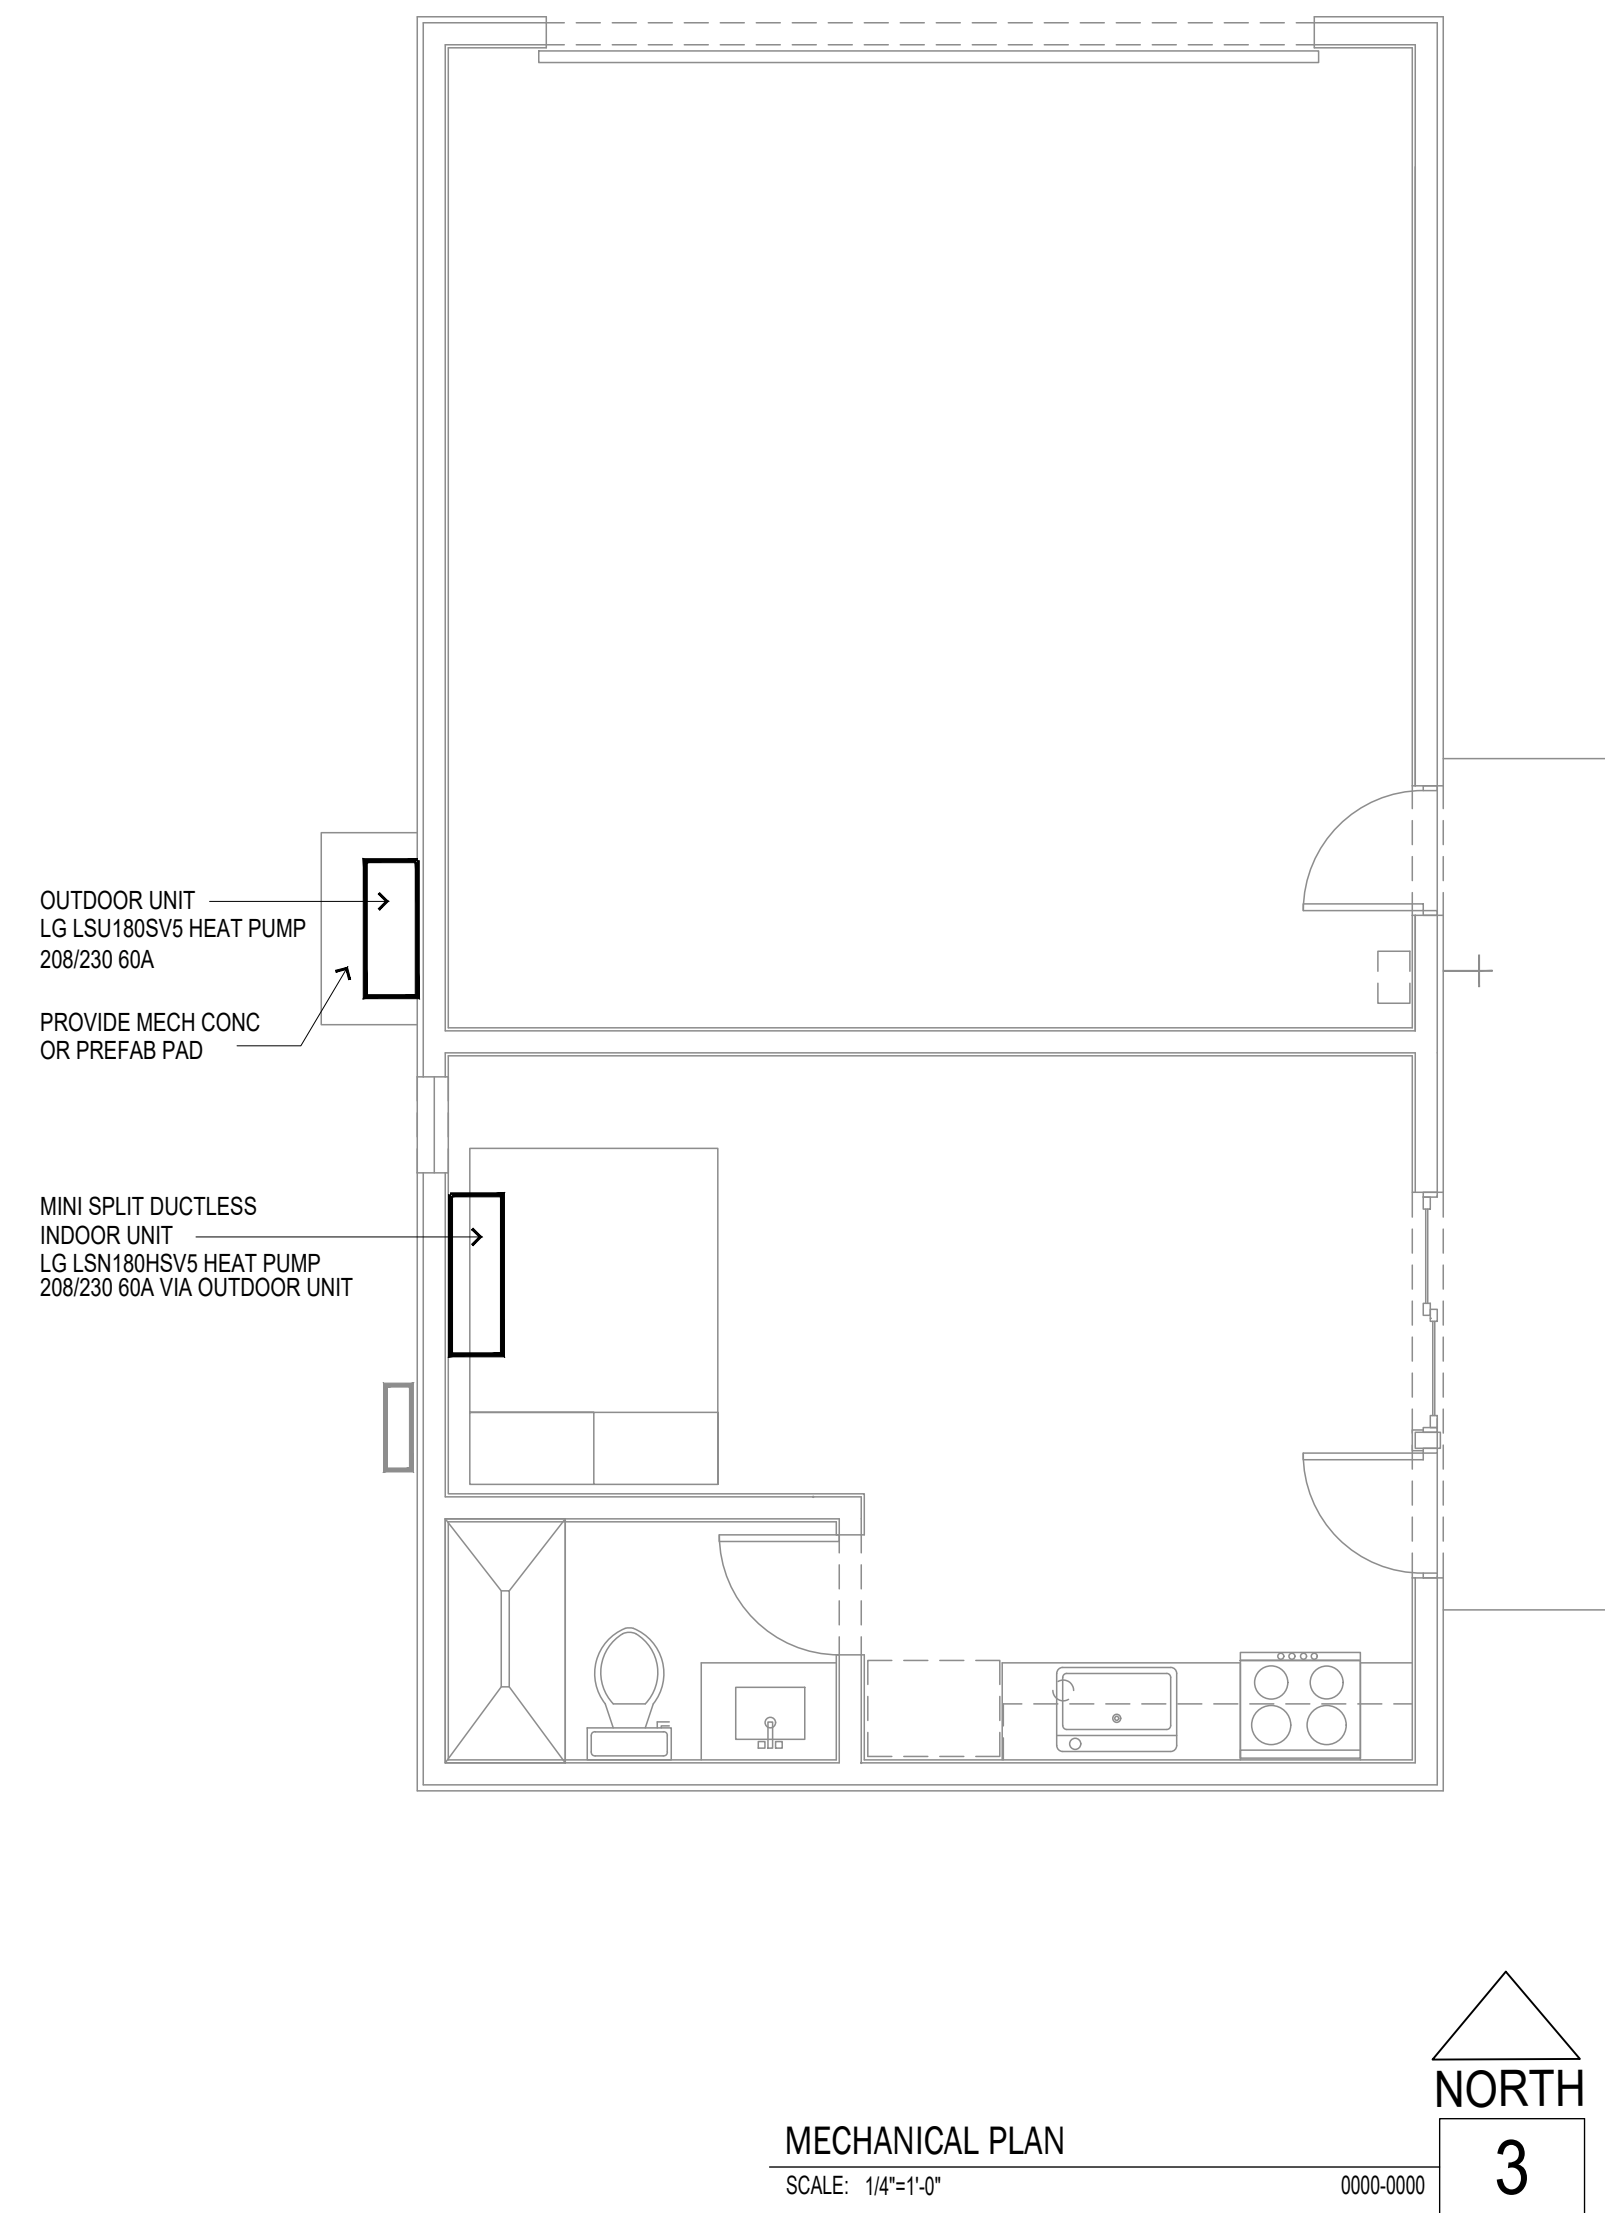 OUTDOOR UNIT
LG LSU180SV5 HEAT PUMP
208/230 60A
PROVIDE MECH CONC
OR PREFAB PAD
MINI SPLIT DUCTLESS
INDOOR UNIT
LG LSN180HSV5 HEAT PUMP
208/230 60A VIA OUTDOOR UNIT
NORTH
MECHANICAL PLAN
SCALE: 1/4"=1'-0"
0000-0000
3